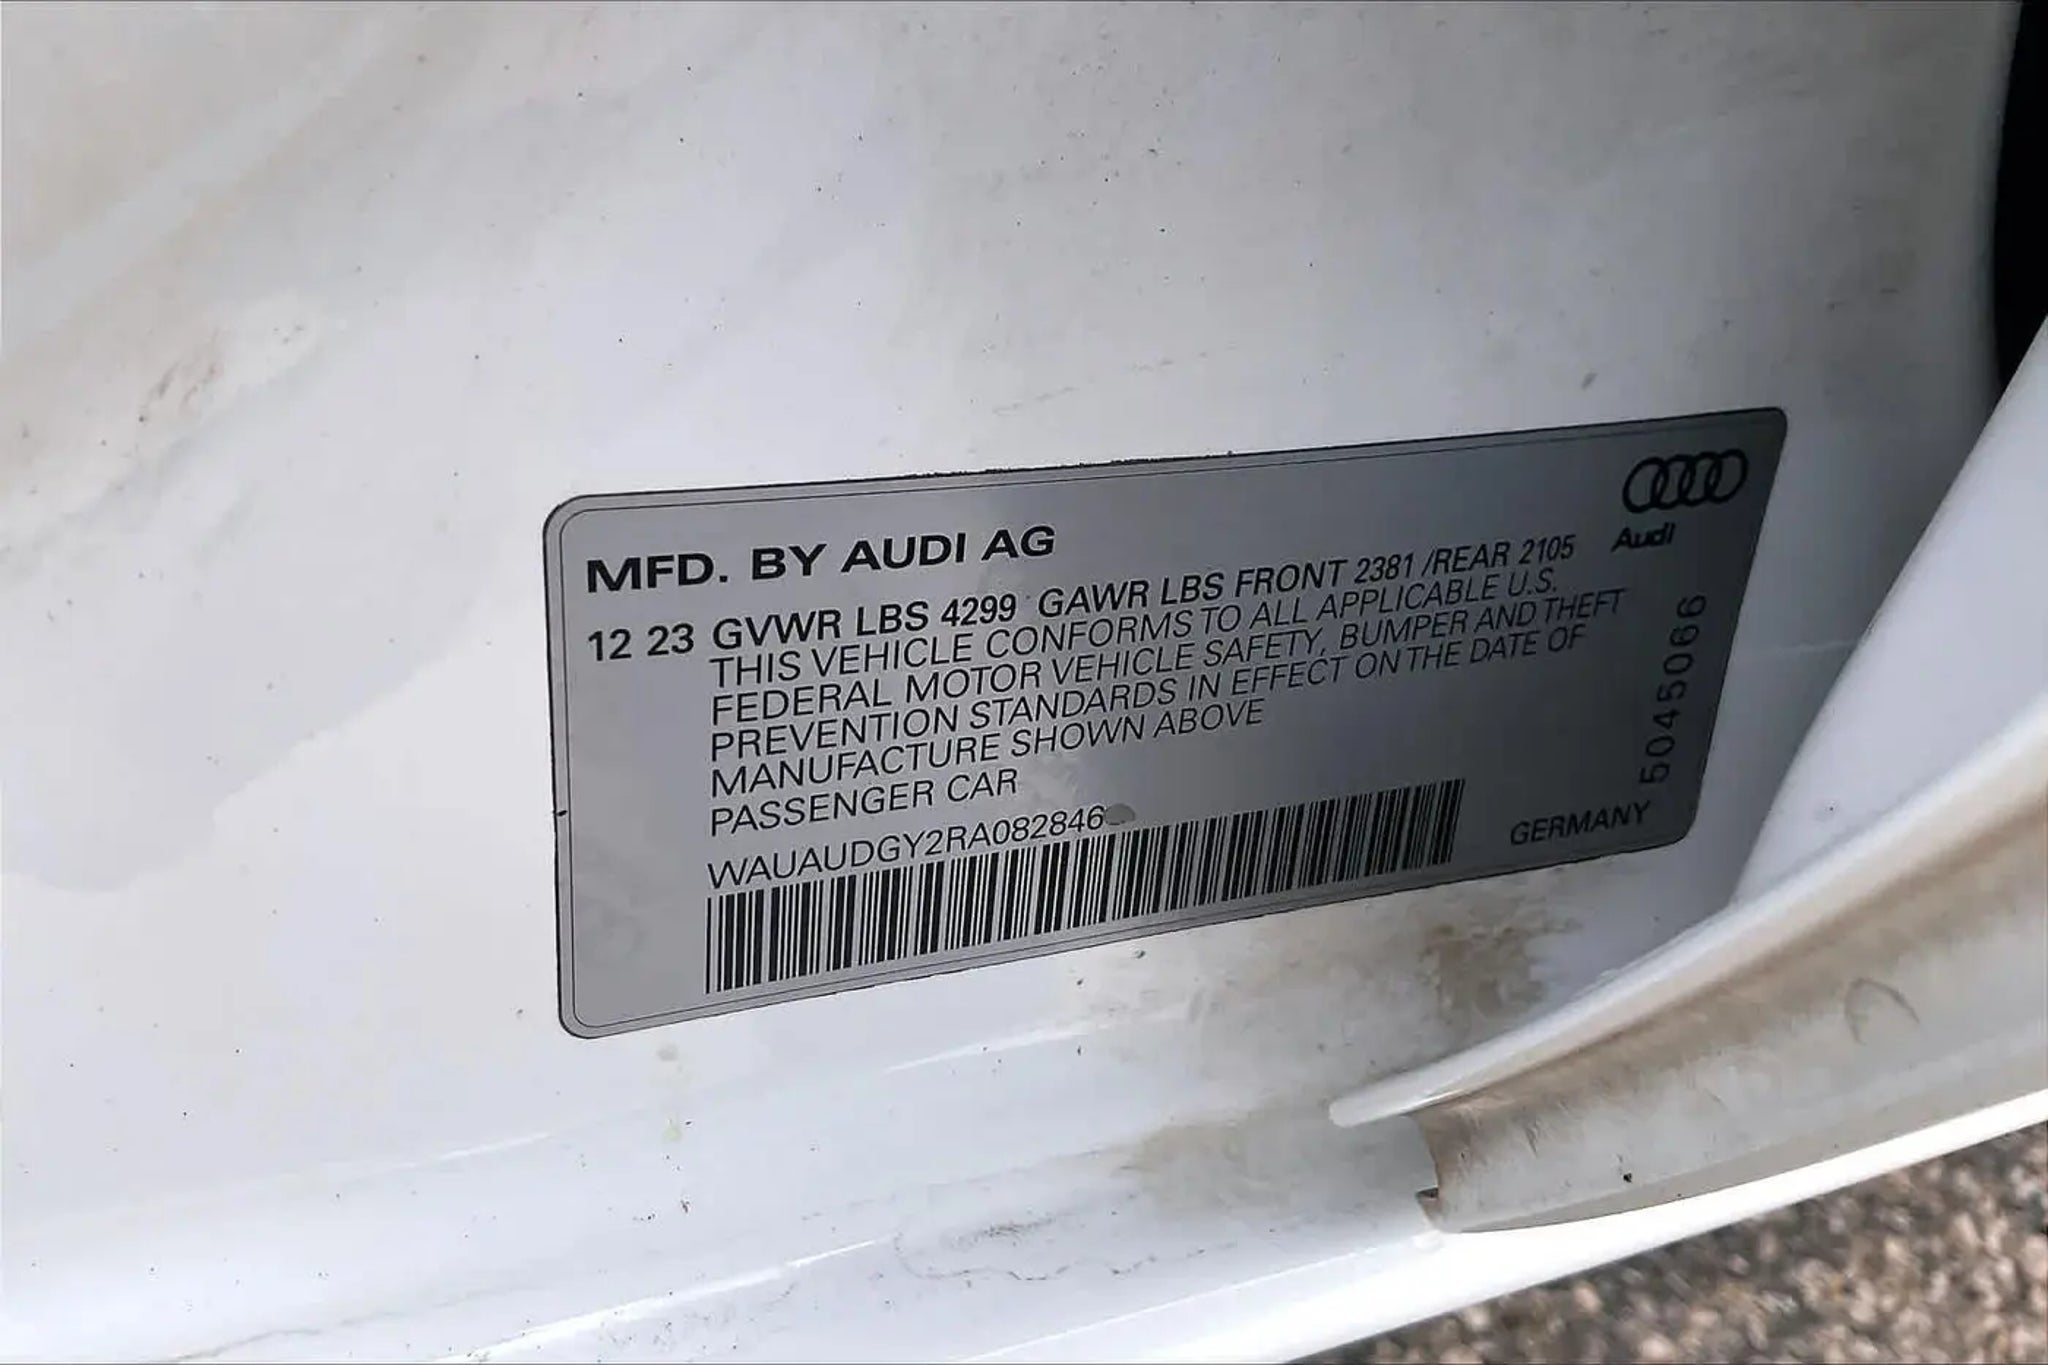 MFD. BY AUDI AG
Audi
12 23 GVWR LBS 4299 GAWR LBS FRONT 2381 /REAR 2105
THIS VEHICLE CONFORMS TO ALL APPLICABLE U.S.
FEDERAL MOTOR VEHICLE SAFETY, BUMPER AND THEFT
PREVENTION STANDARDS IN EFFECT ON THE DATE OF
MANUFACTURE SHOWN ABOVE
PASSENGER CAR
WAUAUDGY2RA082846
GERMANY
5045066